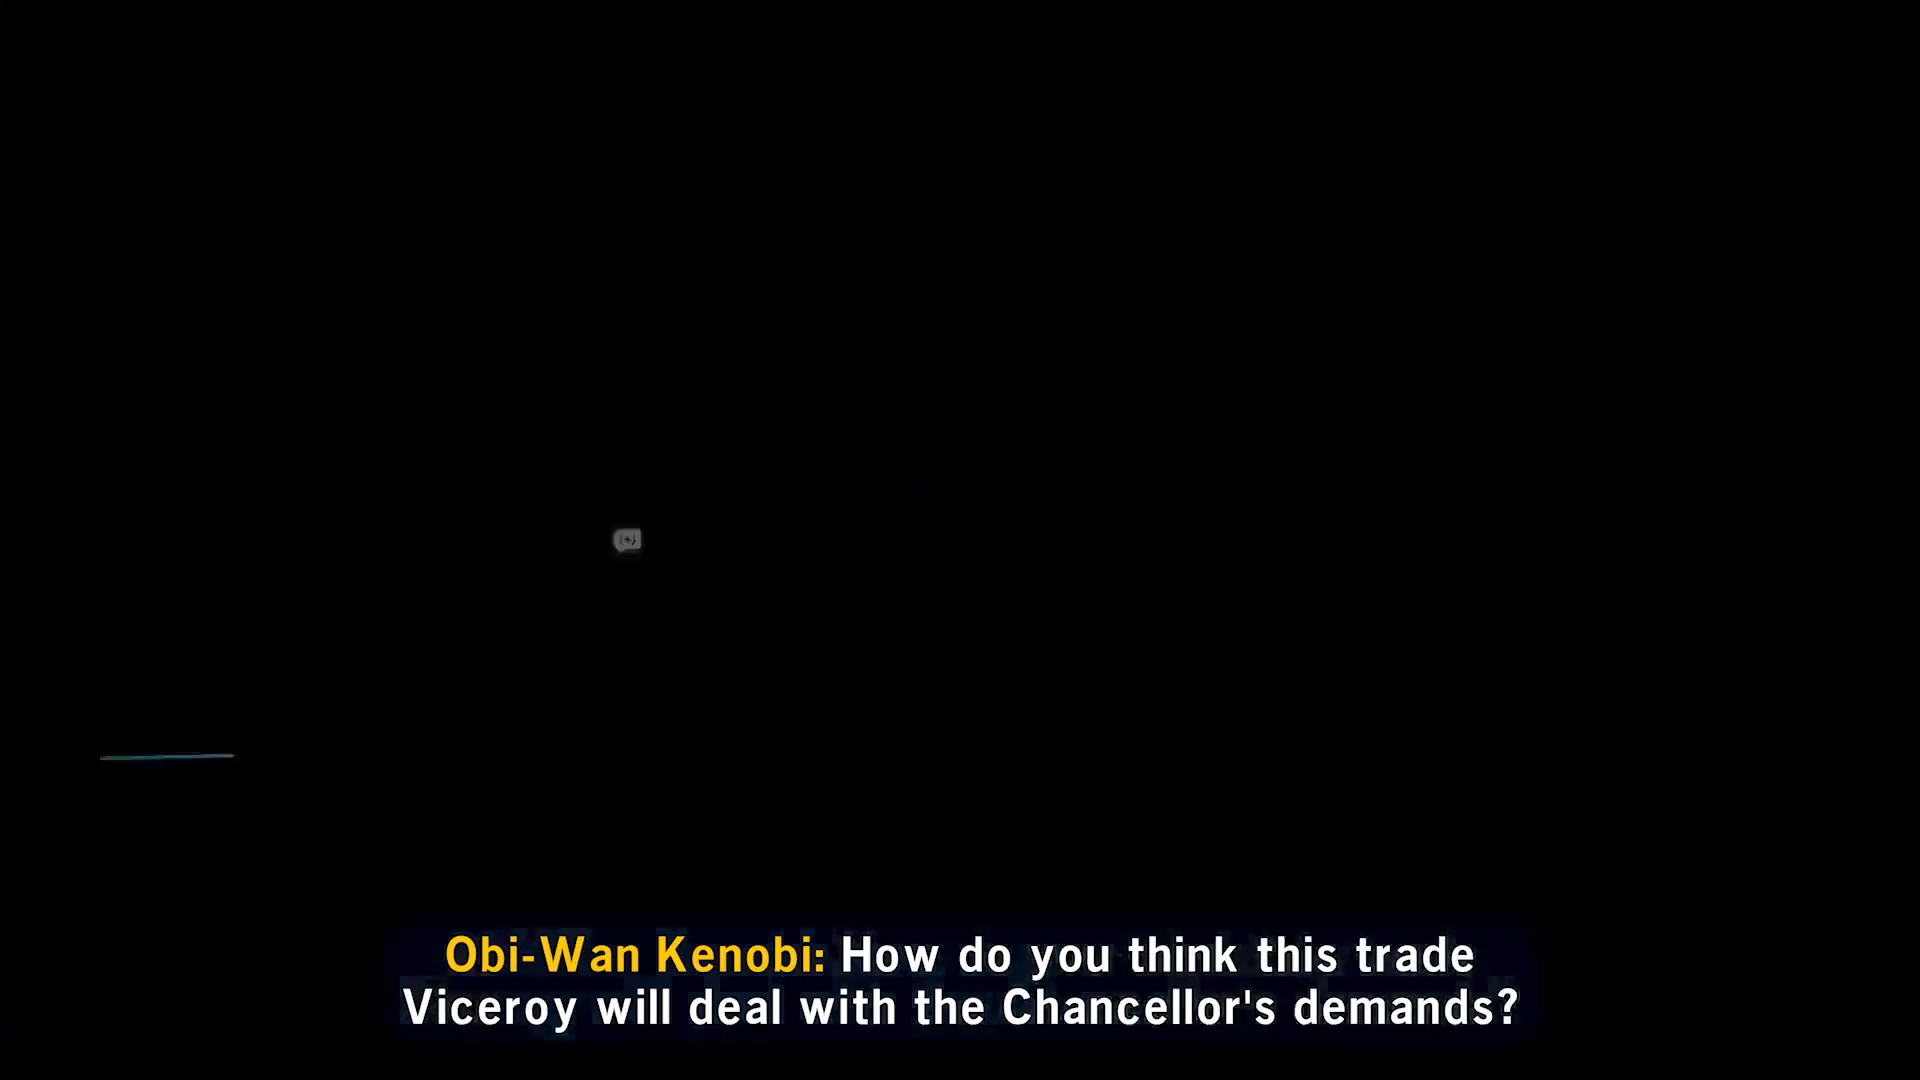 Obi-Wan Kenobi: How do you think this trade
Viceroy will deal with the Chancellor's demands?